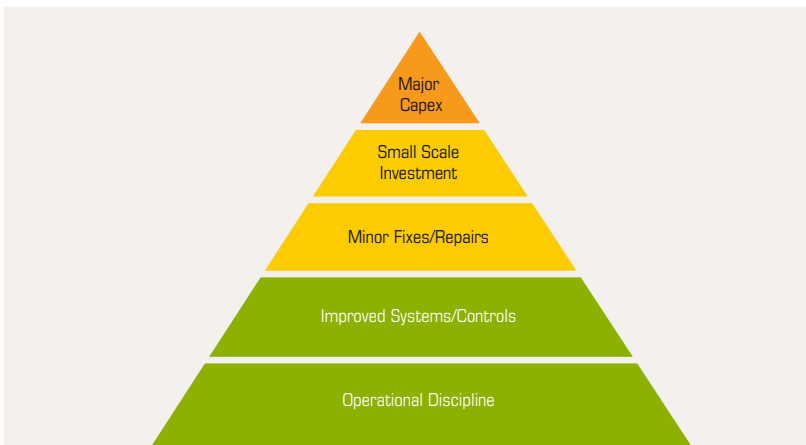 Major
Capex
Small Scale
Investment
Minor Fixes/Repairs
Improved Systems/Controls
Operational Discipline